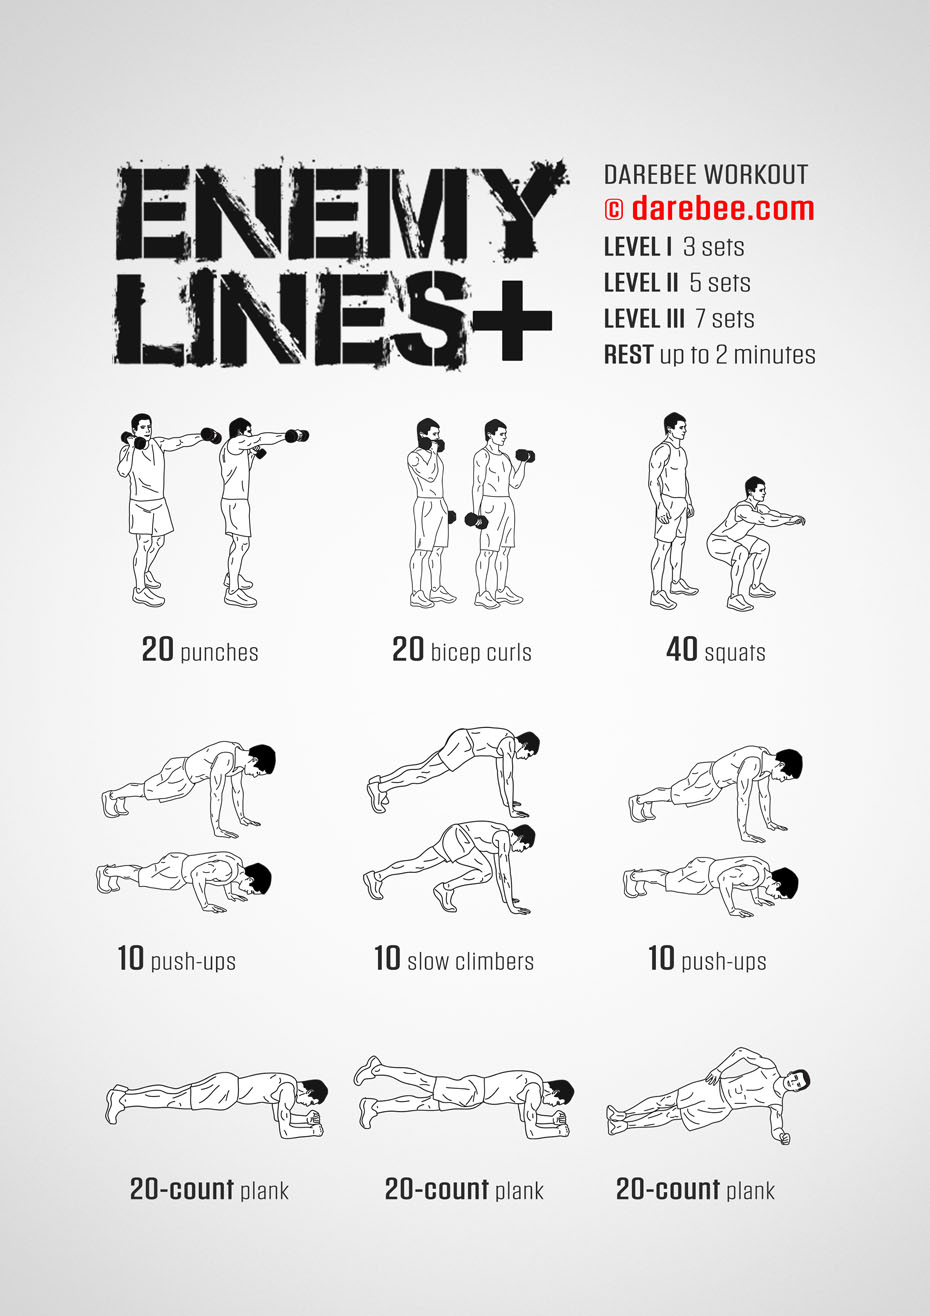 ENEMY
LINES+
DAREBEE WORKOUT
© darebee.com
LEVEL I 3 sets
LEVEL II 5 sets
LEVEL III 7 sets
REST up to 2 minutes
20 punches
20 bicep curls
40 squats
10 push-ups
10 slow climbers
10 push-ups
20-count plank
20-count plank
20-count plank